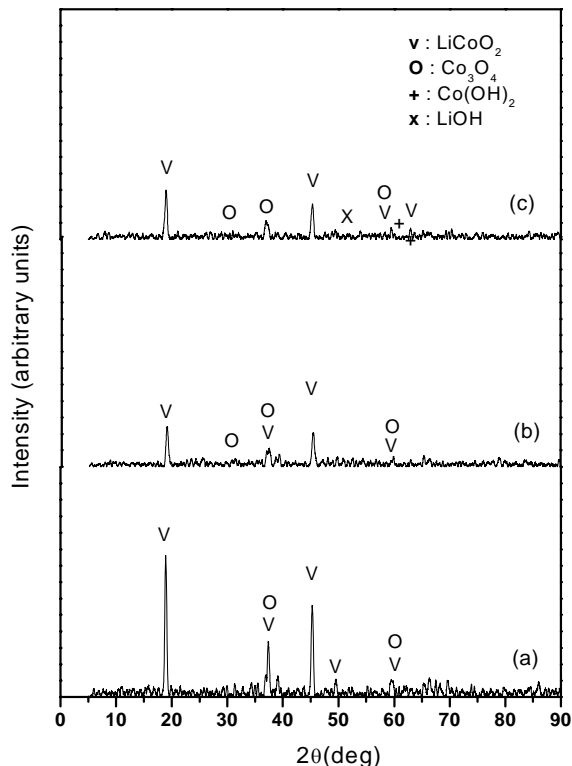 v : LiCoO₂
O : Co₃O₄
+ : Co(OH)₂
x : LiOH
V O O V X O V + V + (c)
V O O V V O V (b)
V O V V V O V (a)
Intensity (arbitrary units)
0 10 20 30 40 50 60 70 80 90
2θ(deg)